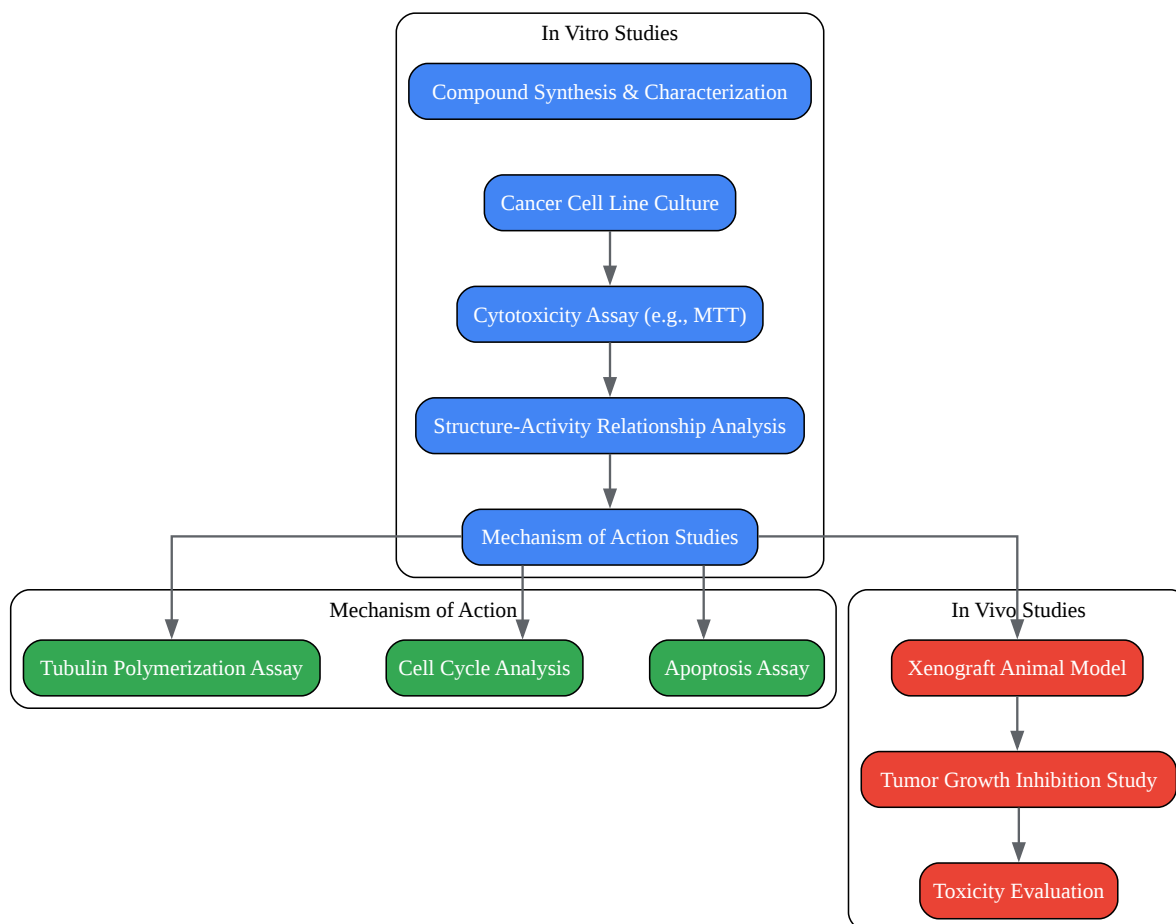 In Vitro Studies
Compound Synthesis & Characterization
Cancer Cell Line Culture
Cytotoxicity Assay (e.g., MTT)
Structure-Activity Relationship Analysis
Mechanism of Action Studies
Mechanism of Action
Tubulin Polymerization Assay
Cell Cycle Analysis
Apoptosis Assay
In Vivo Studies
Xenograft Animal Model
Tumor Growth Inhibition Study
Toxicity Evaluation